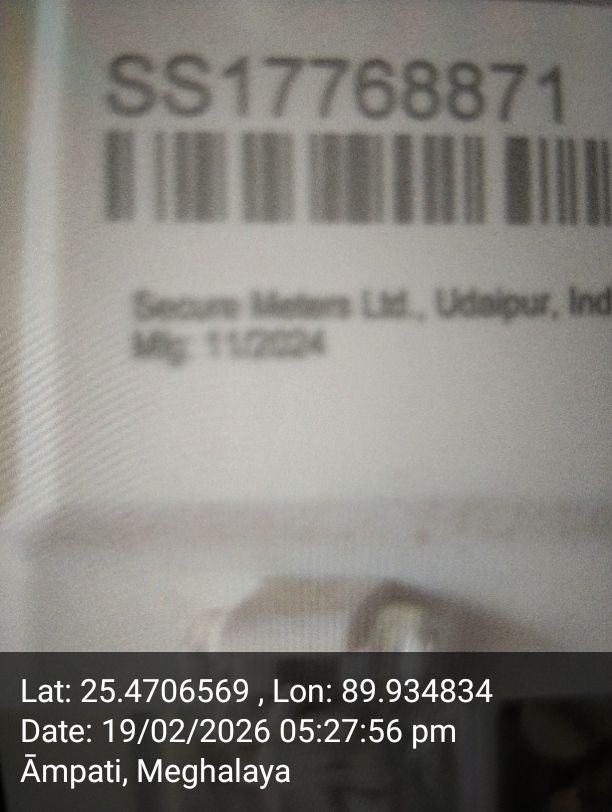 SS17768871
Secure Meters Ltd., Udaipur, Ind
Mfg: 11/2024
Lat: 25.4706569 , Lon: 89.934834
Date: 19/02/2026 05:27:56 pm
Āmpati, Meghalaya